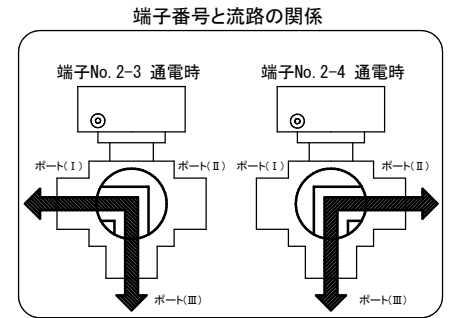 端子番号と流路の関係
端子No.2-3 通電時
端子No.2-4 通電時
ポート(Ⅰ)
ポート(Ⅱ)
ポート(Ⅰ)
ポート(Ⅱ)
ポート(Ⅲ)
ポート(Ⅲ)